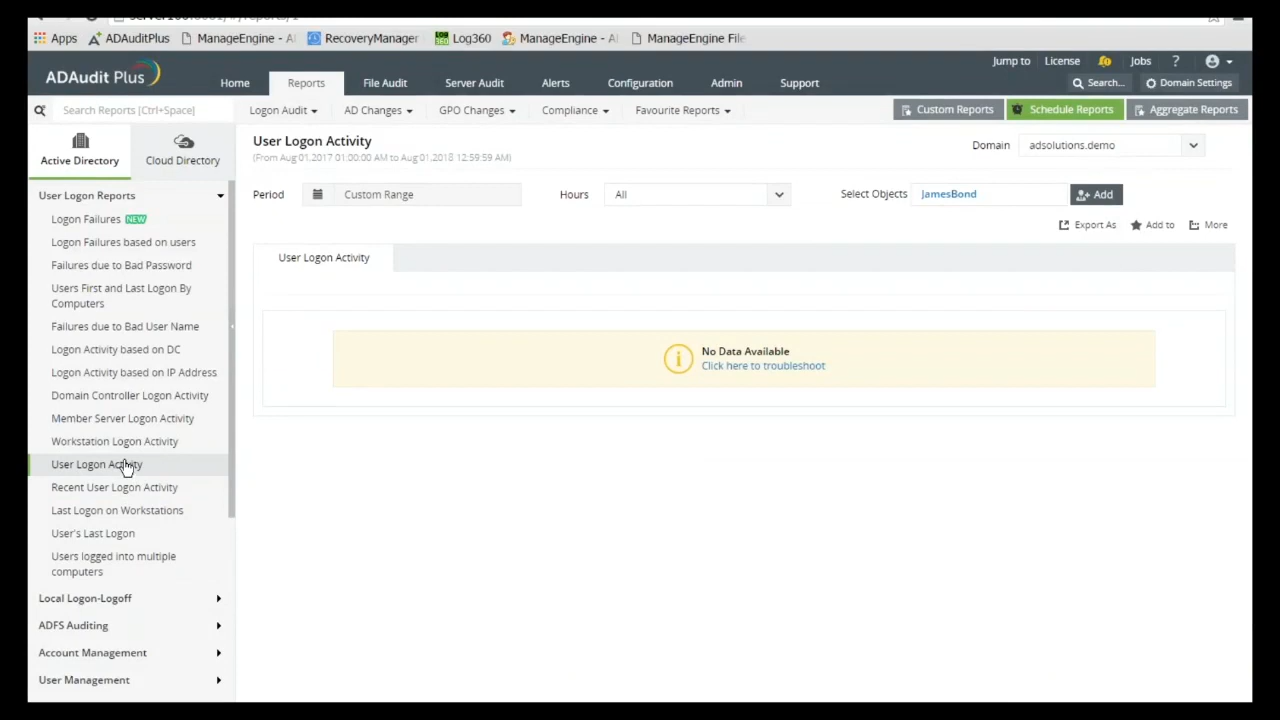 Apps ADAuditPlus ManageEngine - AD RecoveryManager Log360 ManageEngine - AD ManageEngine File
ADAudit Plus
Jump to License Jobs ?
Home Reports File Audit Server Audit Alerts Configuration Admin Support
Search... Domain Settings
Search Reports [Ctrl+Space]
Logon Audit AD Changes GPO Changes Compliance Favourite Reports
Custom Reports Schedule Reports Aggregate Reports
Active Directory Cloud Directory
User Logon Reports
Logon Failures NEW
Logon Failures based on users
Failures due to Bad Password
Users First and Last Logon By
Computers
Failures due to Bad User Name
Logon Activity based on DC
Logon Activity based on IP Address
Domain Controller Logon Activity
Member Server Logon Activity
Workstation Logon Activity
User Logon Activity
Recent User Logon Activity
Last Logon on Workstations
User's Last Logon
Users logged into multiple
computers
Local Logon-Logoff
ADFS Auditing
Account Management
User Management
User Logon Activity
(From Aug 01,2017 01:00:00 AM to Aug 01,2018 12:59:59 AM)
Domain adsolutions.demo
Period Custom Range Hours All Select Objects JamesBond Add
Export As Add to More
User Logon Activity
No Data Available
Click here to troubleshoot